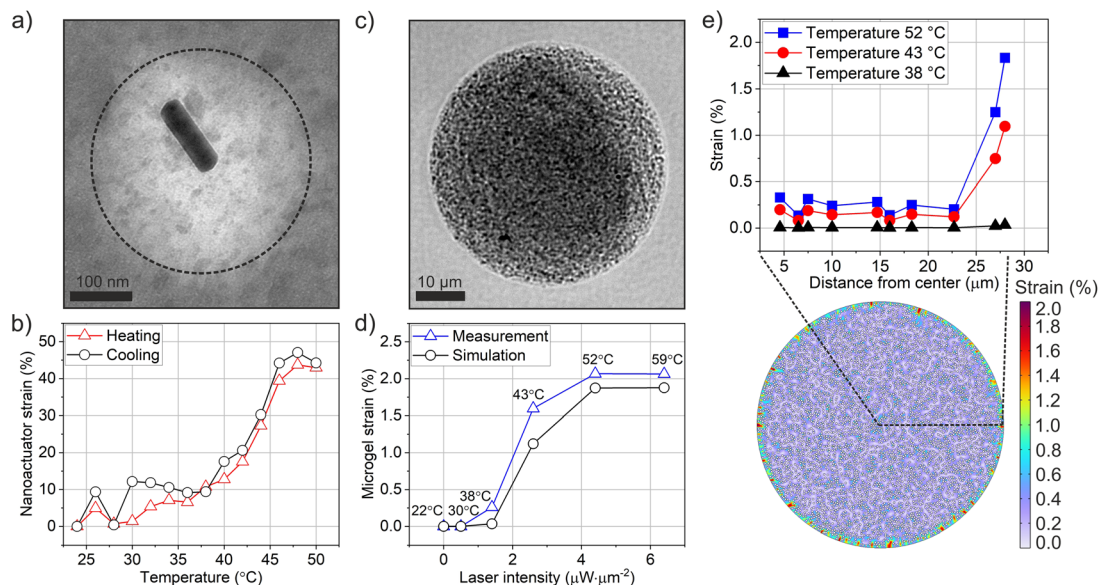 a)
100 nm
c)
10 µm
e)
Temperature 52 °C
Temperature 43 °C
Temperature 38 °C
2.0
1.5
1.0
0.5
0.0
Strain (%)
5 10 15 20 25 30
Distance from center (µm)
b)
Heating
Cooling
50
40
30
20
10
0
Nanoactuator strain (%)
25 30 35 40 45 50
Temperature (°C)
d)
Measurement
Simulation
2.5
2.0
1.5
1.0
0.5
0.0
Microgel strain (%)
22°C
30°C
38°C
43°C
52°C
59°C
0 2 4 6
Laser intensity (µW·µm⁻²)
Strain (%)
2.0
1.8
1.6
1.4
1.2
1.0
0.8
0.6
0.4
0.2
0.0